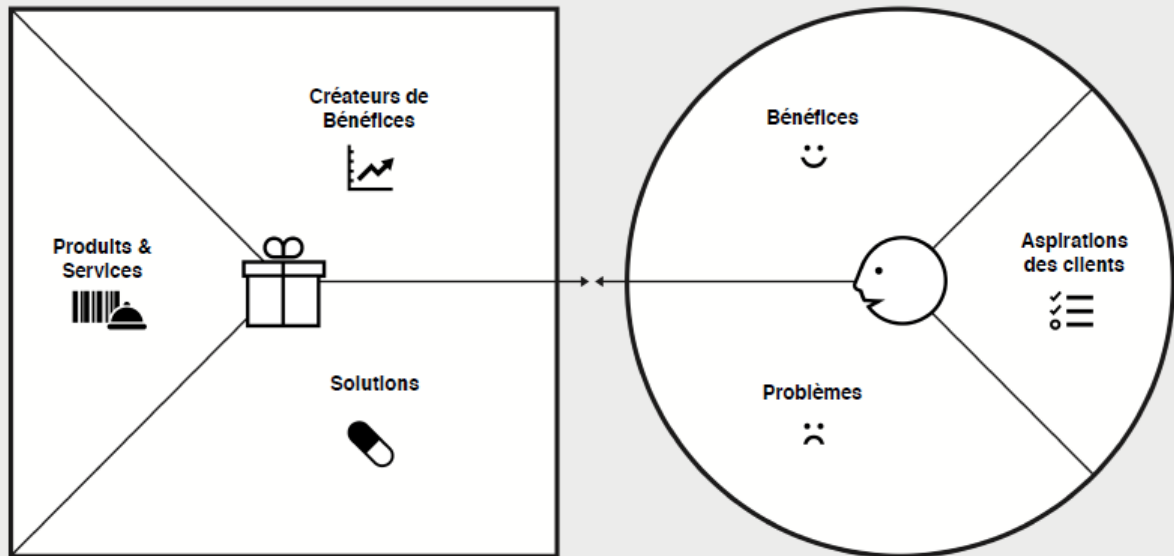 Créateurs de
Bénéfices
Produits &
Services
Solutions
Bénéfices
Aspirations
des clients
Problèmes